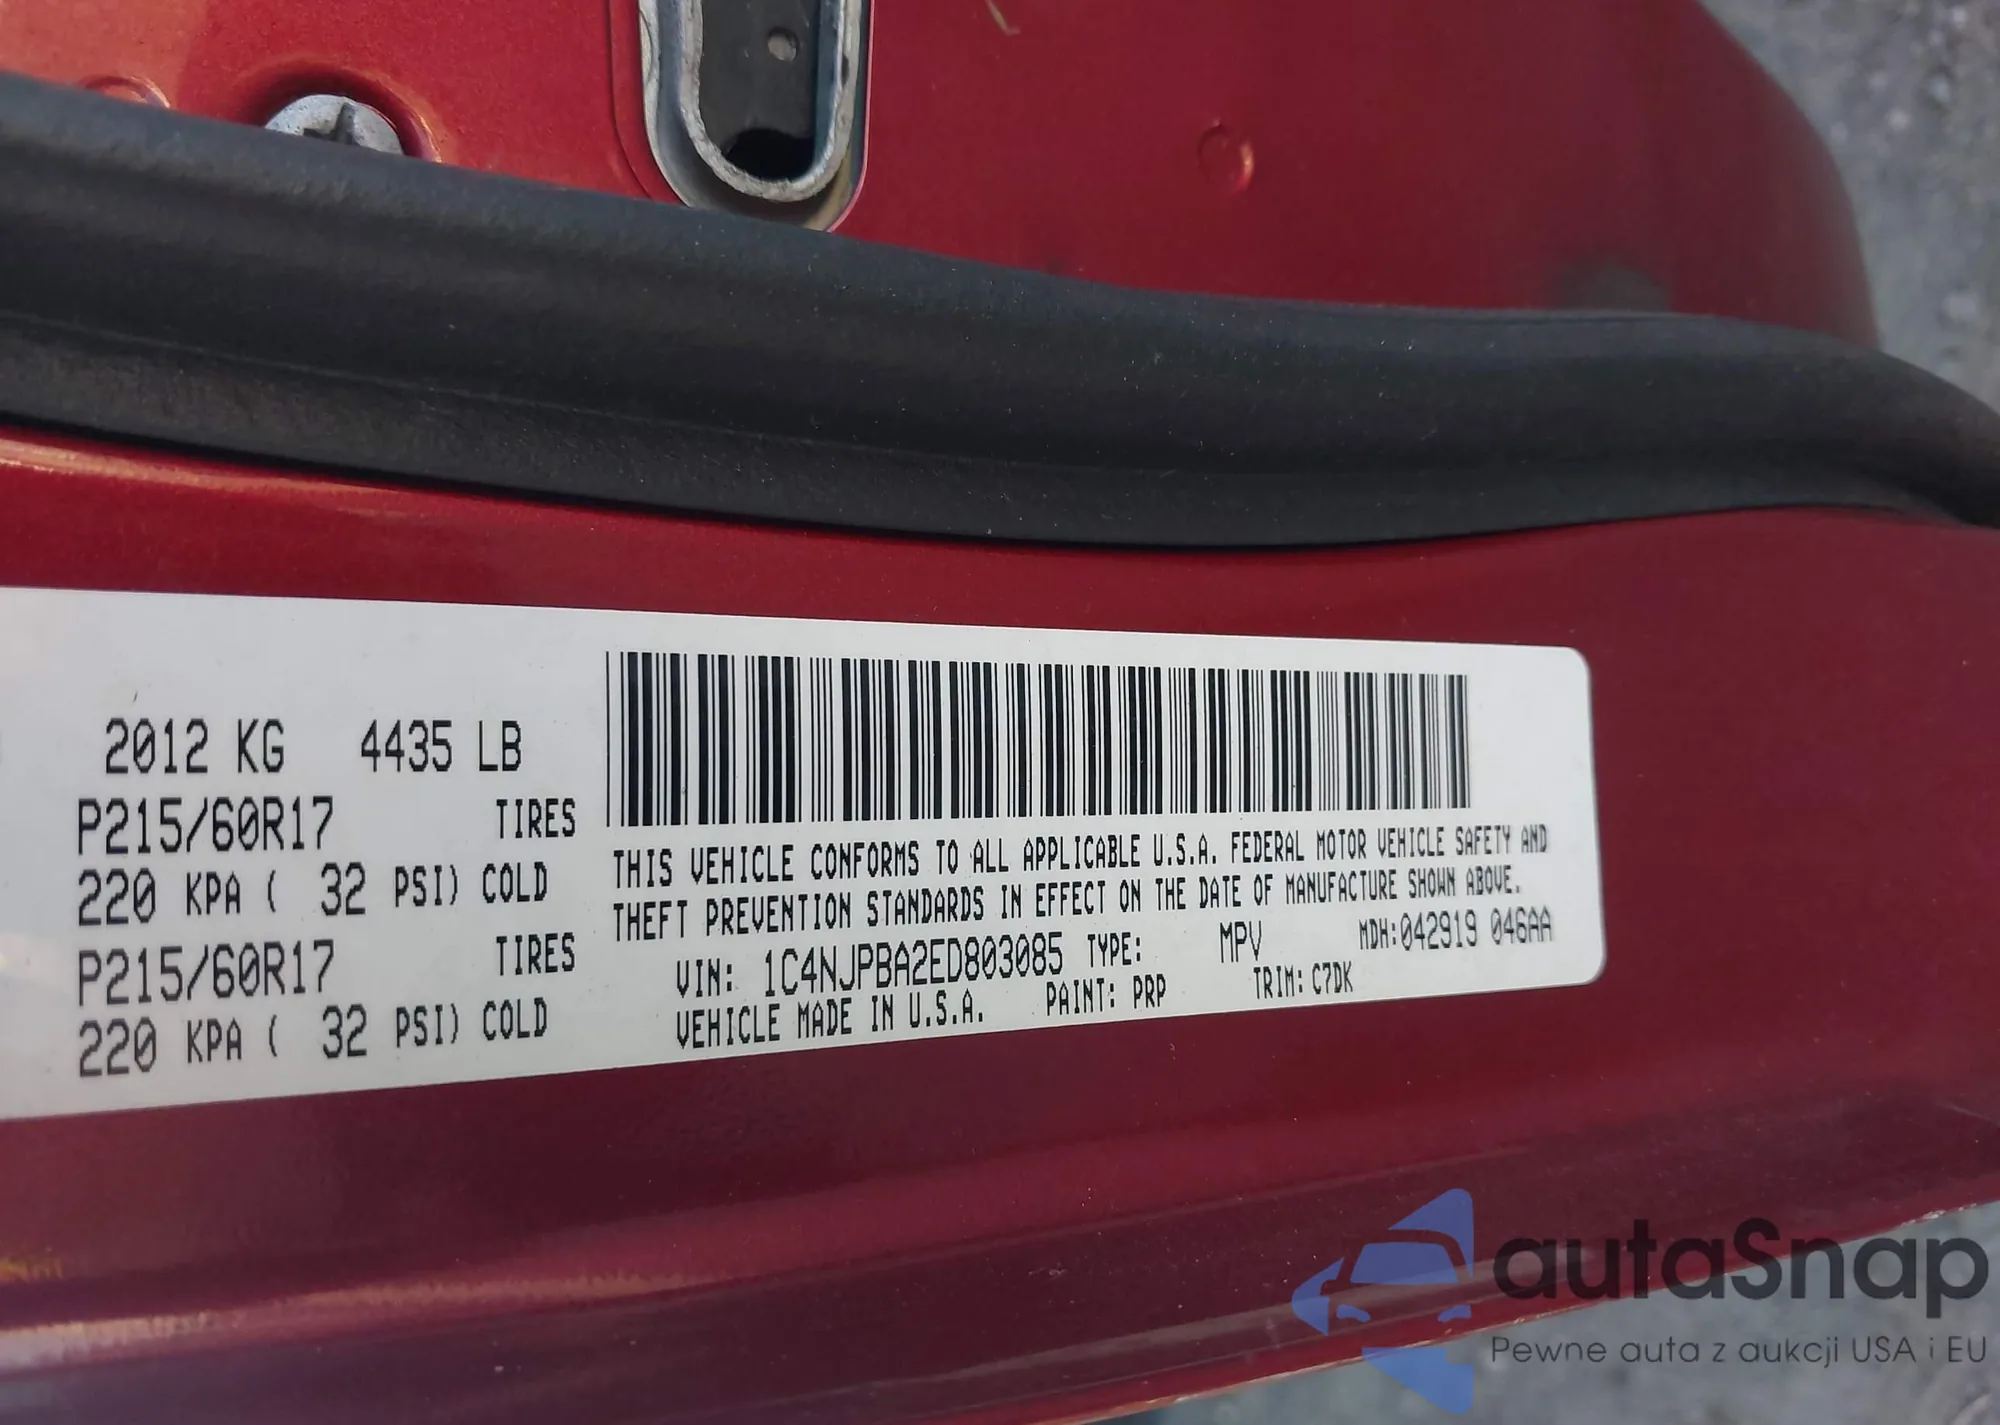 2012 KG 4435 LB
P215/60R17 TIRES
220 KPA ( 32 PSI) COLD
P215/60R17 TIRES
220 KPA ( 32 PSI) COLD
THIS VEHICLE CONFORMS TO ALL APPLICABLE U.S.A. FEDERAL MOTOR VEHICLE SAFETY AND
THEFT PREVENTION STANDARDS IN EFFECT ON THE DATE OF MANUFACTURE SHOWN ABOVE.
VIN: 1C4NJPBA2ED803085 TYPE: MPV MDH:042919 046AA
VEHICLE MADE IN U.S.A. PAINT: PRP TRIM: C7DK
autaSnap
Pewne auta z aukcji USA i EU